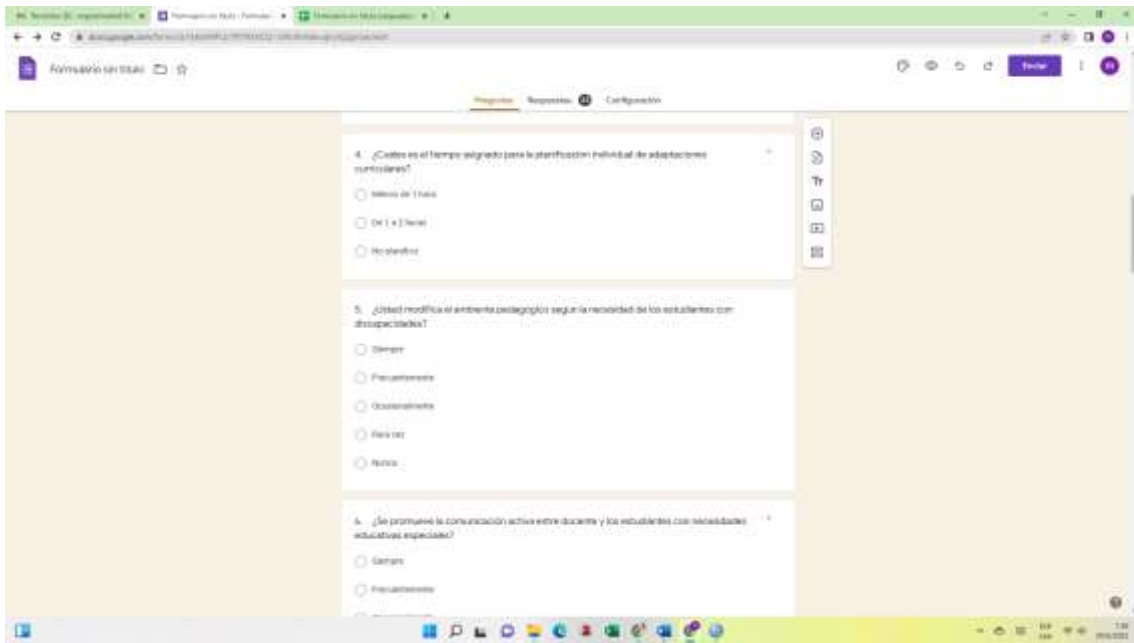 Formulario sin título
Enviar
Preguntas Respuestas Configuración
4. ¿Cuales es el tiempo asignado para la planificación individual de adaptaciones
curriculares?
Menos de 1 hora
De 1 a 2 horas
No planifico
5. ¿Usted modifica el ambiente pedagógico según la necesidad de los estudiantes con
discapacidades?
Siempre
Frecuentemente
Ocasionalmente
Rara vez
Nunca
6. ¿Se promueve la comunicación activa entre docente y los estudiantes con necesidades
educativas especiales?
Siempre
Frecuentemente